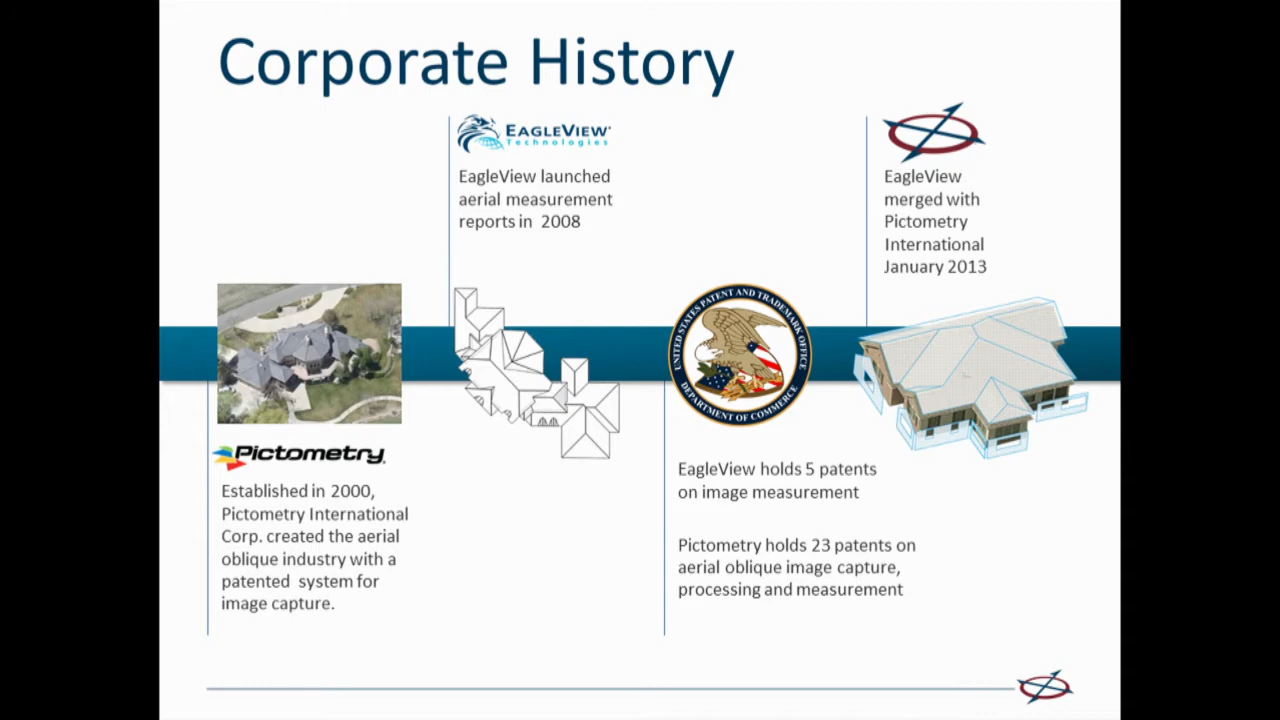 Corporate History
EAGLEVIEW
Technologies
EagleView launched
aerial measurement
reports in 2008
EagleView
merged with
Pictometry
International
January 2013
Pictometry
Established in 2000,
Pictometry International
Corp. created the aerial
oblique industry with a
patented system for
image capture.
UNITED STATES PATENT AND TRADEMARK OFFICE
DEPARTMENT OF COMMERCE
EagleView holds 5 patents
on image measurement
Pictometry holds 23 patents on
aerial oblique image capture,
processing and measurement